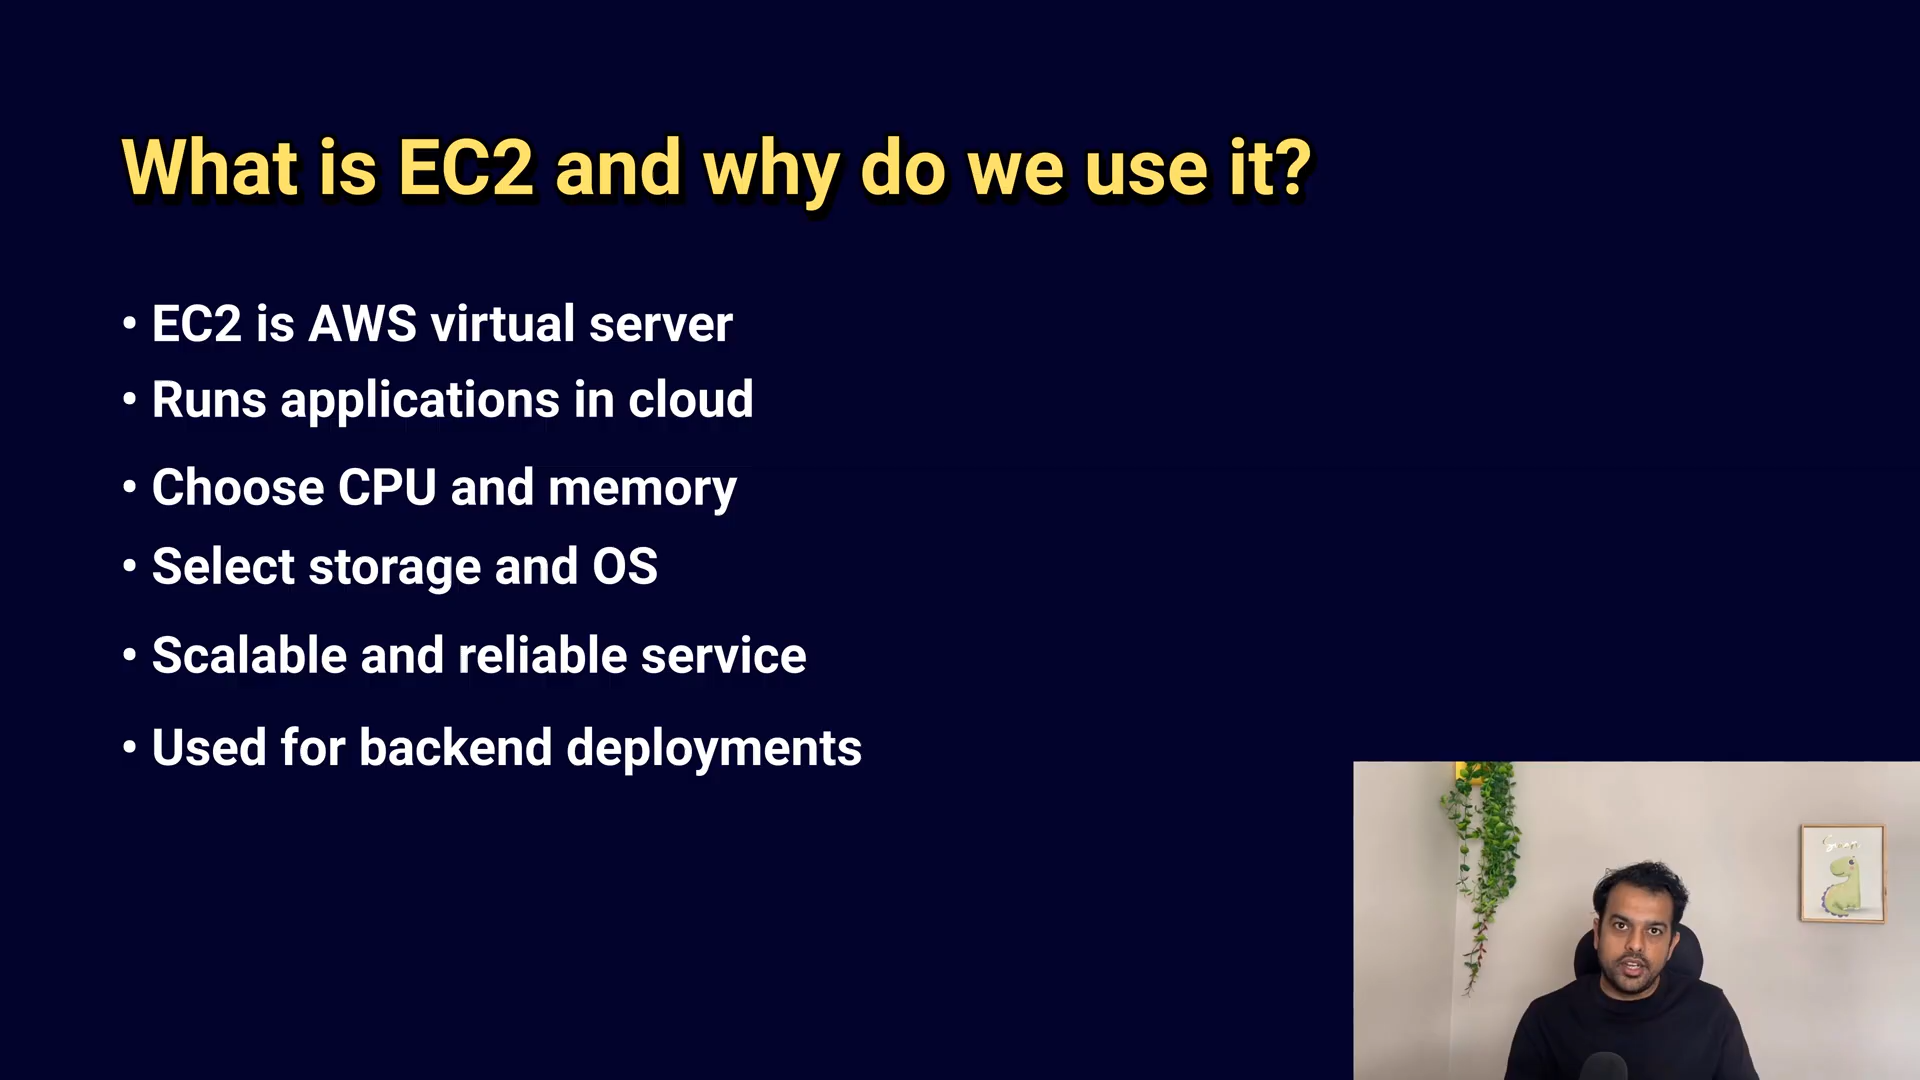 What is EC2 and why do we use it?
• EC2 is AWS virtual server
• Runs applications in cloud
• Choose CPU and memory
• Select storage and OS
• Scalable and reliable service
• Used for backend deployments